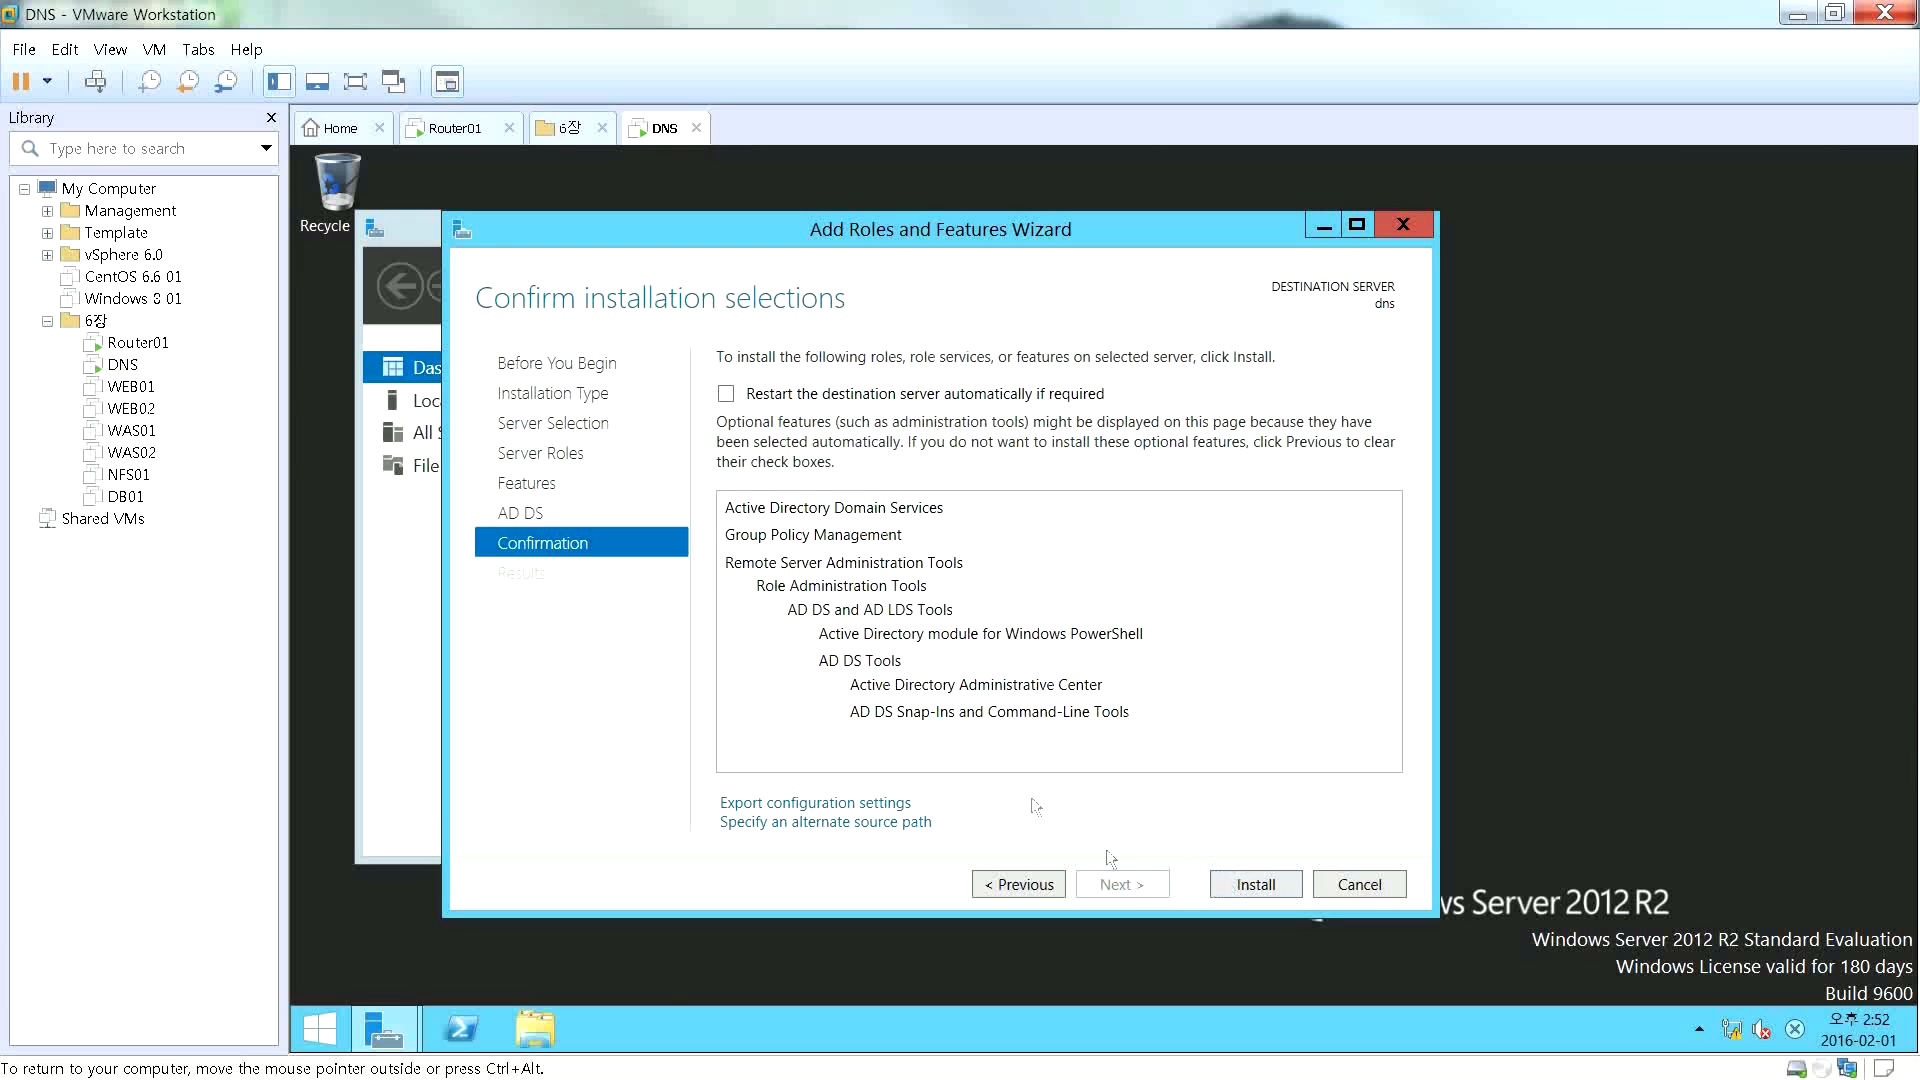 DNS - VMware Workstation
File Edit View VM Tabs Help
Library
Type here to search
My Computer
Management
Template
vSphere 6.0
CentOS 6.6 01
Windows 8 01
6장
Router01
DNS
WEB01
WEB02
WAS01
WAS02
NFS01
DB01
Shared VMs
Home
Router01
6장
DNS
Recycle
Das
Loca
All S
File
Add Roles and Features Wizard
Confirm installation selections
DESTINATION SERVER
dns
Before You Begin
Installation Type
Server Selection
Server Roles
Features
AD DS
Confirmation
Results
To install the following roles, role services, or features on selected server, click Install.
Restart the destination server automatically if required
Optional features (such as administration tools) might be displayed on this page because they have
been selected automatically. If you do not want to install these optional features, click Previous to clear
their check boxes.
Active Directory Domain Services
Group Policy Management
Remote Server Administration Tools
Role Administration Tools
AD DS and AD LDS Tools
Active Directory module for Windows PowerShell
AD DS Tools
Active Directory Administrative Center
AD DS Snap-Ins and Command-Line Tools
Export configuration settings
Specify an alternate source path
< Previous Next > Install Cancel
ws Server 2012 R2
Windows Server 2012 R2 Standard Evaluation
Windows License valid for 180 days
Build 9600
오후 2:52
2016-02-01
To return to your computer, move the mouse pointer outside or press Ctrl+Alt.